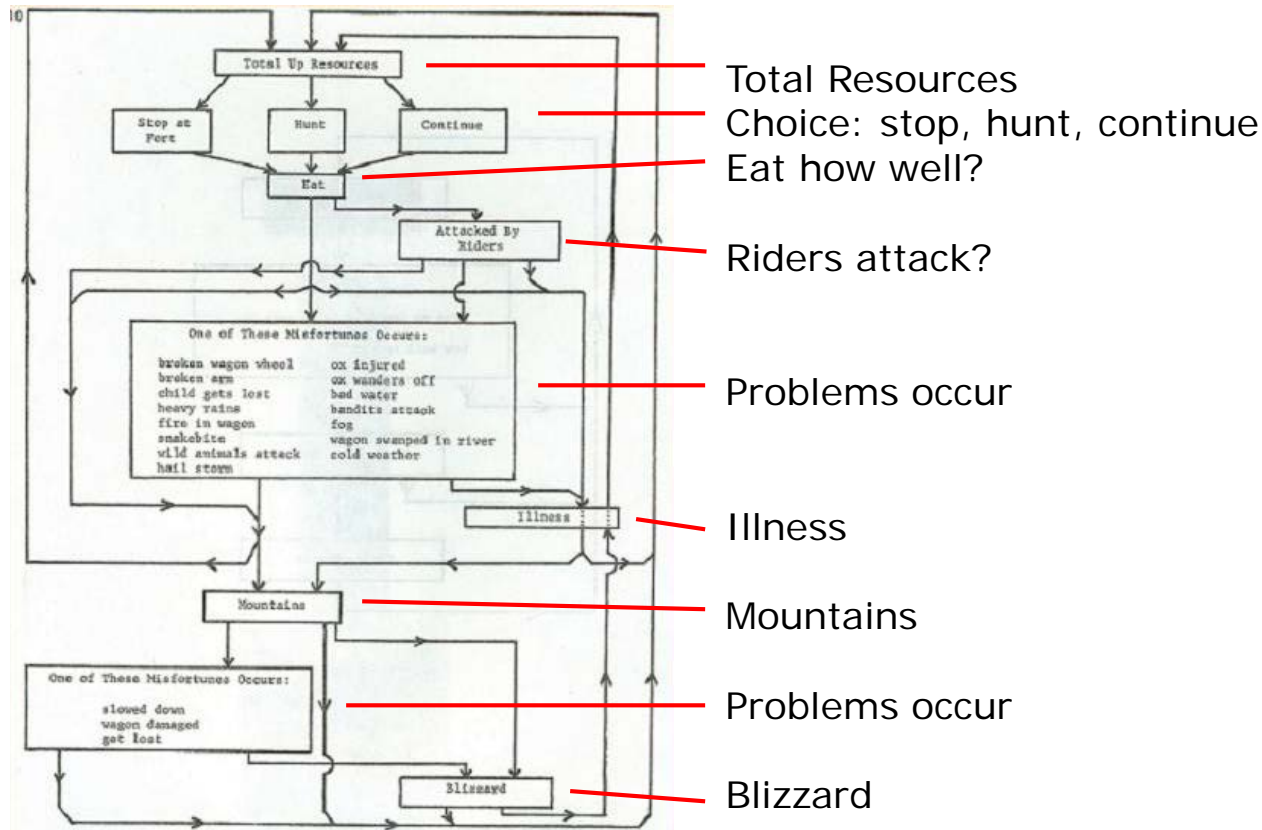 10
Total Up Resources
Total Resources
Stop at
Fort
Hunt
Continue
Choice: stop, hunt, continue
Eat
Eat how well?
Attacked By
Riders
Riders attack?
One of These Misfortunes Occurs:
broken wagon wheel
broken arm
child gets lost
heavy rains
fire in wagon
snakebite
wild animals attack
hail storm
ox injured
ox wanders off
bad water
bandits attack
fog
wagon swamped in river
cold weather
Problems occur
Illness
Illness
Mountains
Mountains
One of These Misfortunes Occurs:
slowed down
wagon damaged
get lost
Problems occur
Blizzard
Blizzard